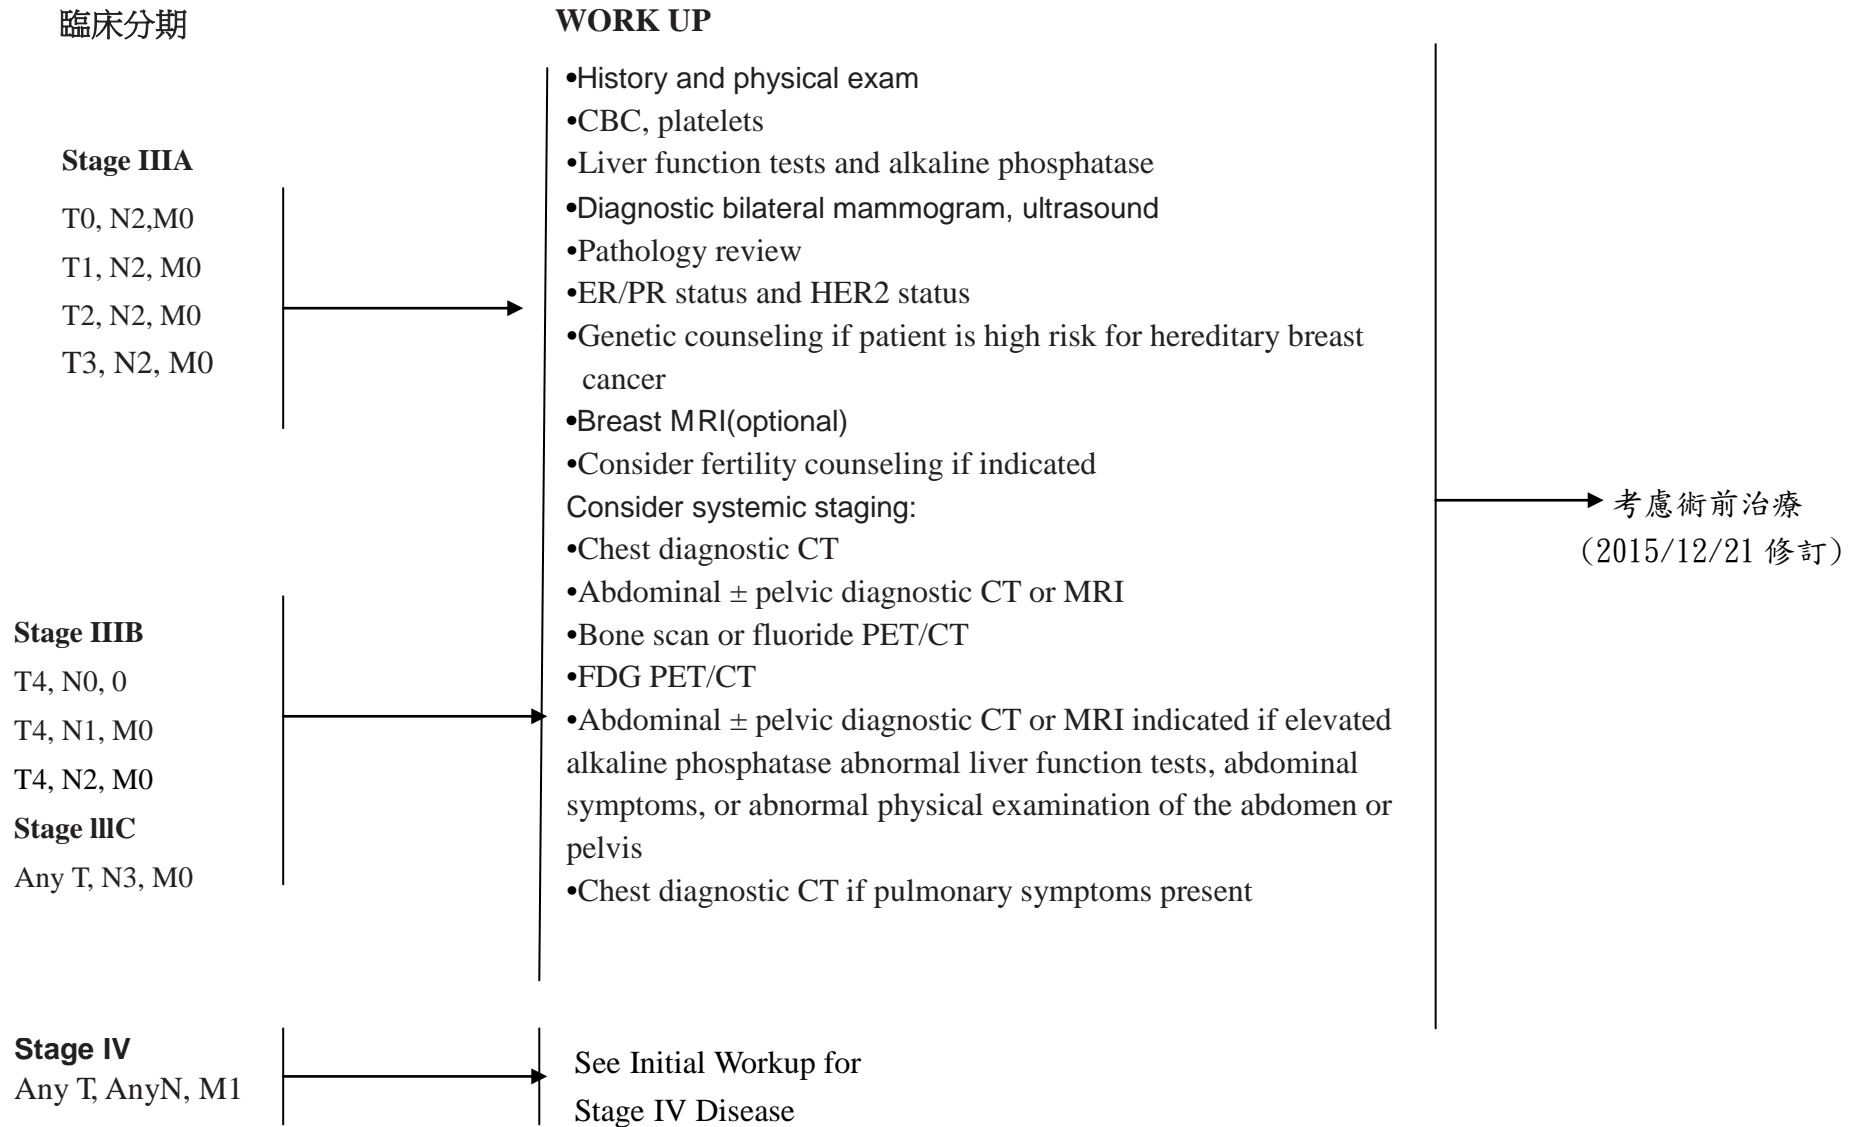 臨床分期
WORK UP
Stage IIIA
T0, N2,M0
T1, N2, M0
T2, N2, M0
T3, N2, M0
Stage IIIB
T4, N0, 0
T4, N1, M0
T4, N2, M0
Stage lllC
Any T, N3, M0
Stage IV
Any T, AnyN, M1
•History and physical exam
•CBC, platelets
•Liver function tests and alkaline phosphatase
•Diagnostic bilateral mammogram, ultrasound
•Pathology review
•ER/PR status and HER2 status
•Genetic counseling if patient is high risk for hereditary breast
cancer
•Breast MRI(optional)
•Consider fertility counseling if indicated
Consider systemic staging:
•Chest diagnostic CT
•Abdominal ± pelvic diagnostic CT or MRI
•Bone scan or fluoride PET/CT
•FDG PET/CT
•Abdominal ± pelvic diagnostic CT or MRI indicated if elevated
alkaline phosphatase abnormal liver function tests, abdominal
symptoms, or abnormal physical examination of the abdomen or
pelvis
•Chest diagnostic CT if pulmonary symptoms present
See Initial Workup for
Stage IV Disease
考慮術前治療
(2015/12/21 修訂)